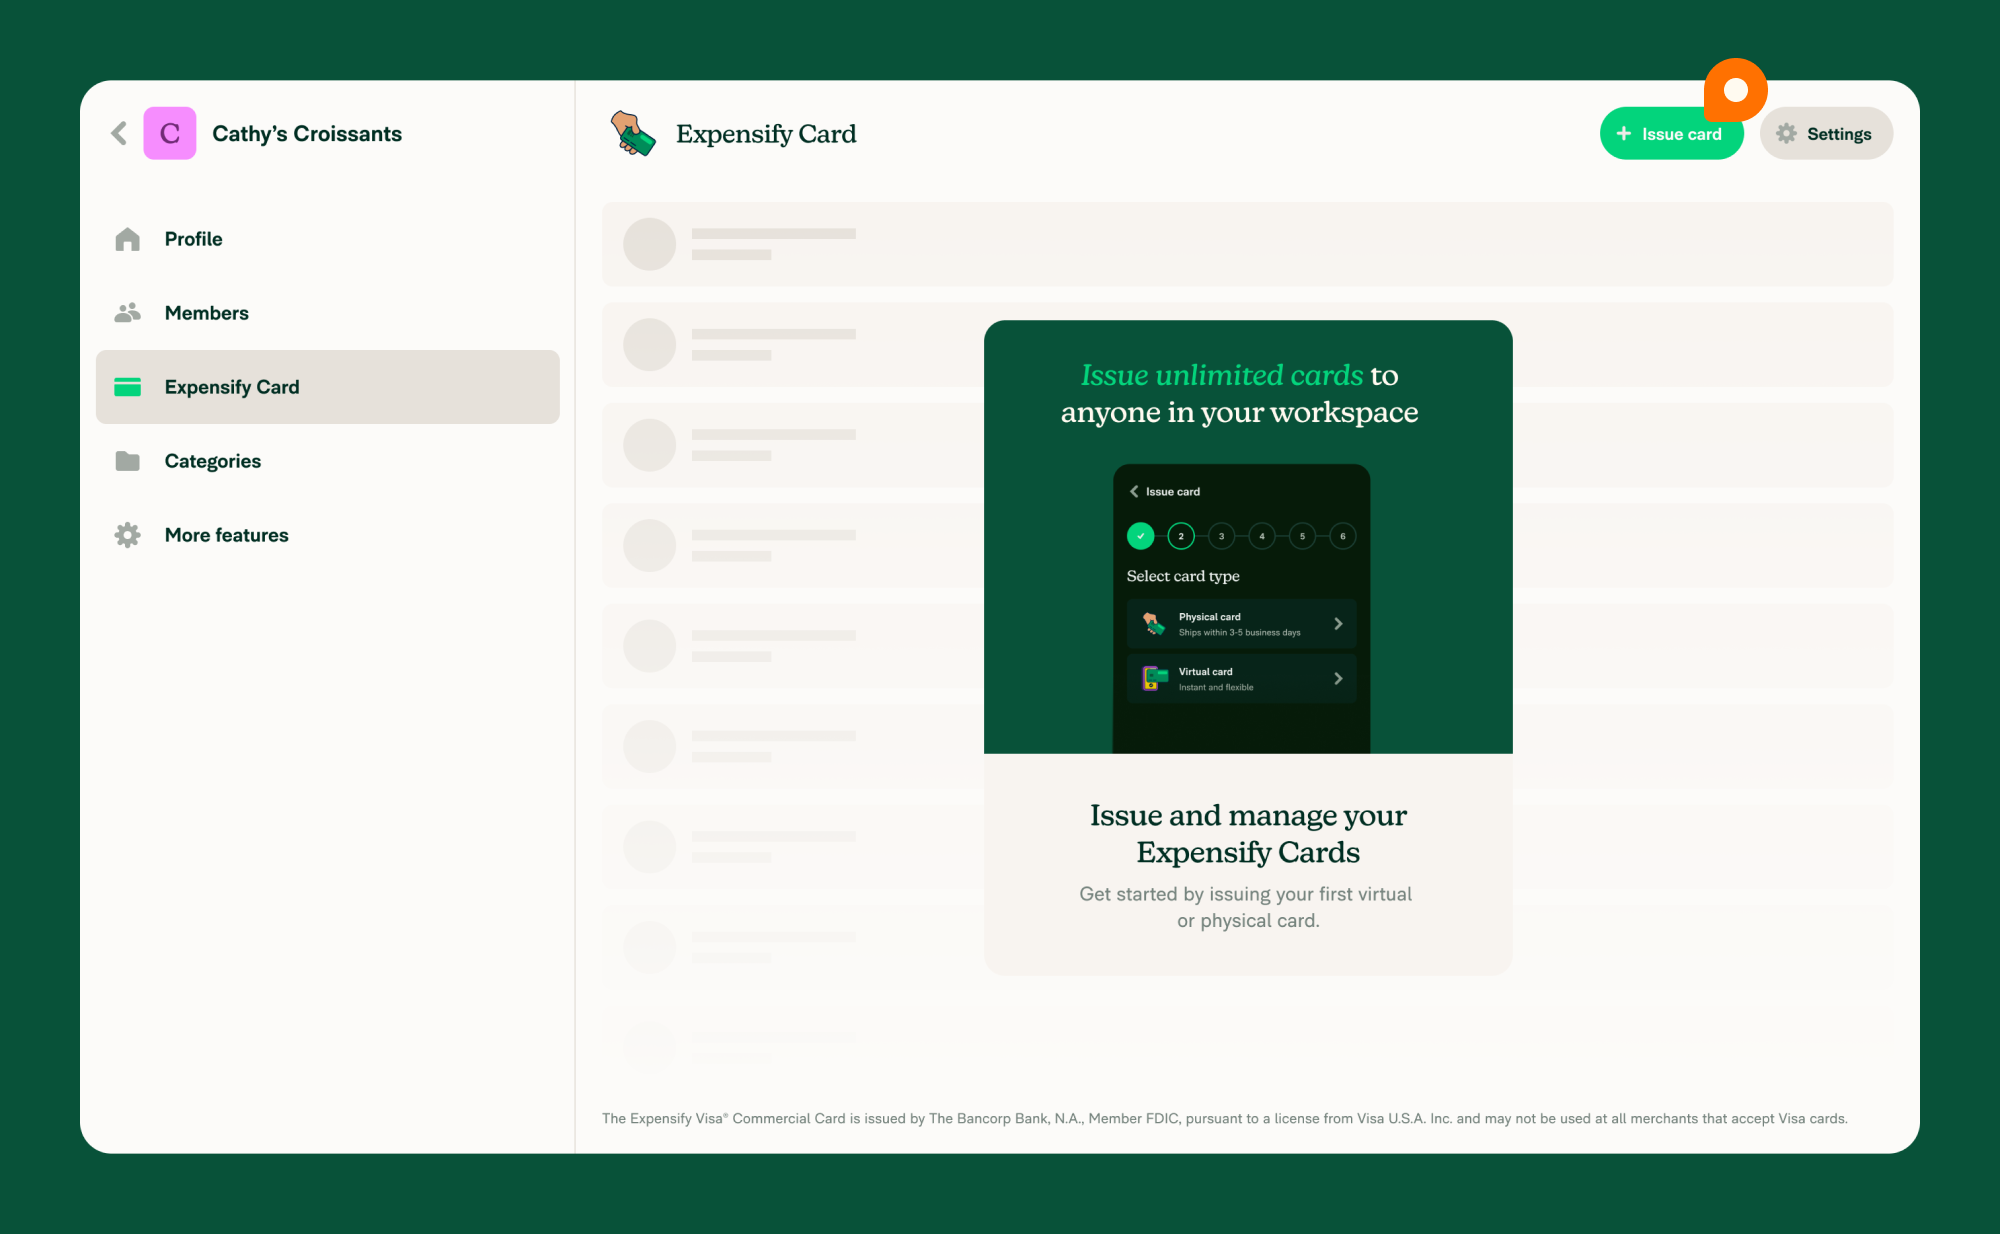 C
Cathy’s Croissants
Profile
Members
Expensify Card
Categories
More features
Expensify Card
+ Issue card
Settings
Issue unlimited cards to
anyone in your workspace
Issue card
2 3 4 5 6
Select card type
Physical card
Ships within 3-5 business days
Virtual card
Instant and flexible
Issue and manage your
Expensify Cards
Get started by issuing your first virtual
or physical card.
The Expensify Visa® Commercial Card is issued by The Bancorp Bank, N.A., Member FDIC, pursuant to a license from Visa U.S.A. Inc. and may not be used at all merchants that accept Visa cards.